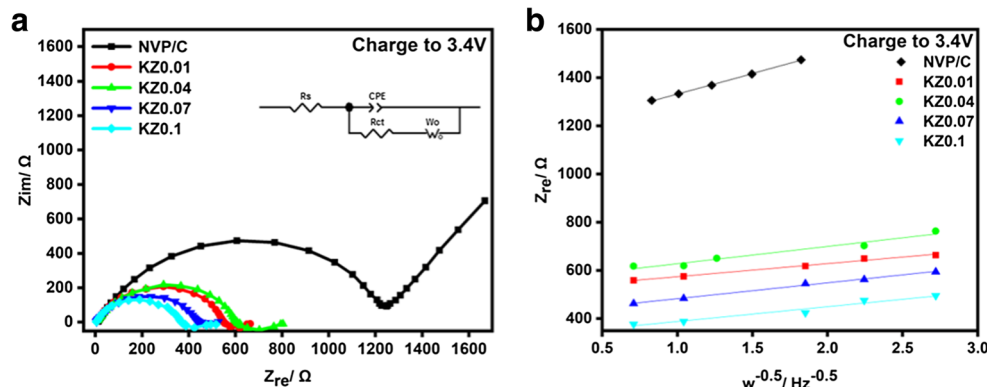 a
1600
1400
1200
1000
800
600
400
200
0
Zim/ Ω
NVP/C
KZ0.01
KZ0.04
KZ0.07
KZ0.1
Charge to 3.4V
Rs
CPE
Rct
Wo
0 200 400 600 800 1000 1200 1400 1600
Zre/ Ω
b
1600
1400
1200
1000
800
600
400
Zre/ Ω
Charge to 3.4V
NVP/C
KZ0.01
KZ0.04
KZ0.07
KZ0.1
0.5 1.0 1.5 2.0 2.5 3.0
w-0.5/ Hz-0.5